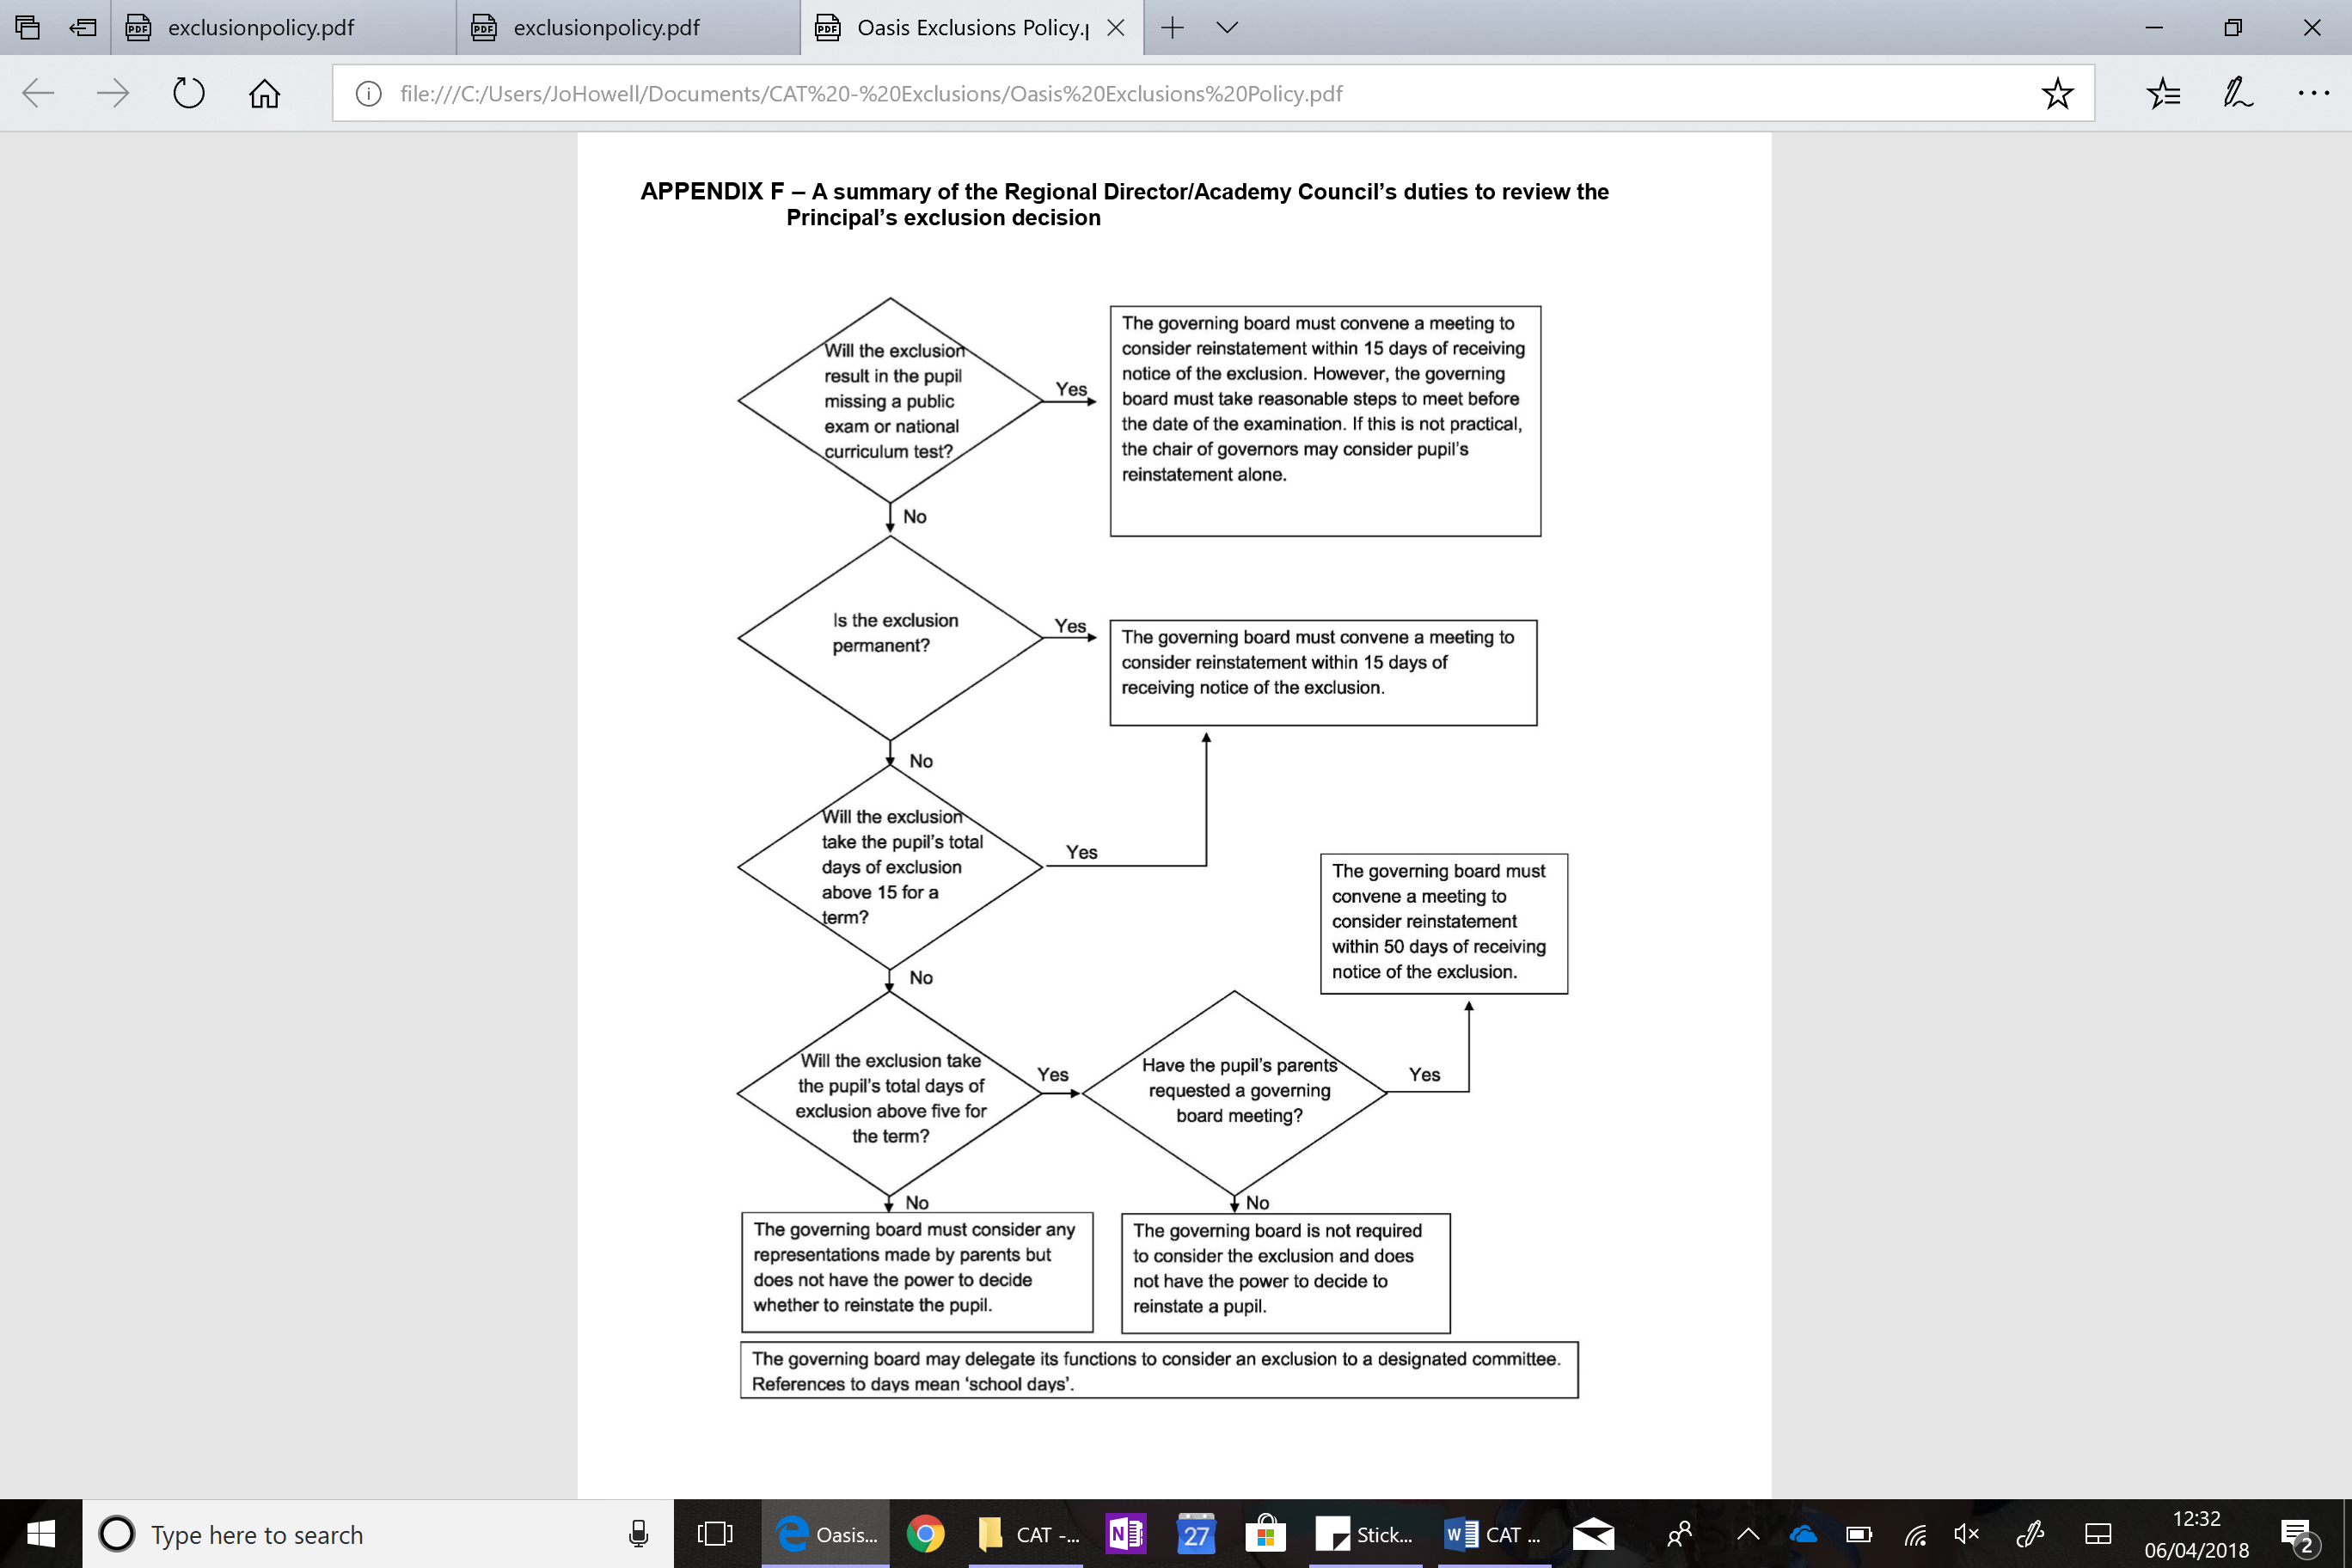 exclusionpolicy.pdf
exclusionpolicy.pdf
Oasis Exclusions Policy.p
file:///C:/Users/JoHowell/Documents/CAT%20-%20Exclusions/Oasis%20Exclusions%20Policy.pdf
APPENDIX F – A summary of the Regional Director/Academy Council’s duties to review the
Principal’s exclusion decision
Will the exclusion
result in the pupil
missing a public
exam or national
curriculum test?
Yes
The governing board must convene a meeting to
consider reinstatement within 15 days of receiving
notice of the exclusion. However, the governing
board must take reasonable steps to meet before
the date of the examination. If this is not practical,
the chair of governors may consider pupil’s
reinstatement alone.
No
Is the exclusion
permanent?
Yes
The governing board must convene a meeting to
consider reinstatement within 15 days of
receiving notice of the exclusion.
No
Will the exclusion
take the pupil’s total
days of exclusion
above 15 for a
term?
Yes
The governing board must
convene a meeting to
consider reinstatement
within 50 days of receiving
notice of the exclusion.
No
Will the exclusion take
the pupil’s total days of
exclusion above five for
the term?
Yes
Have the pupil’s parents
requested a governing
board meeting?
Yes
No
No
The governing board must consider any
representations made by parents but
does not have the power to decide
whether to reinstate the pupil.
The governing board is not required
to consider the exclusion and does
not have the power to decide to
reinstate a pupil.
The governing board may delegate its functions to consider an exclusion to a designated committee.
References to days mean ‘school days’.
Type here to search
Oasis...
CAT -...
N
27
Stick...
W
CAT ...
12:32
06/04/2018
2